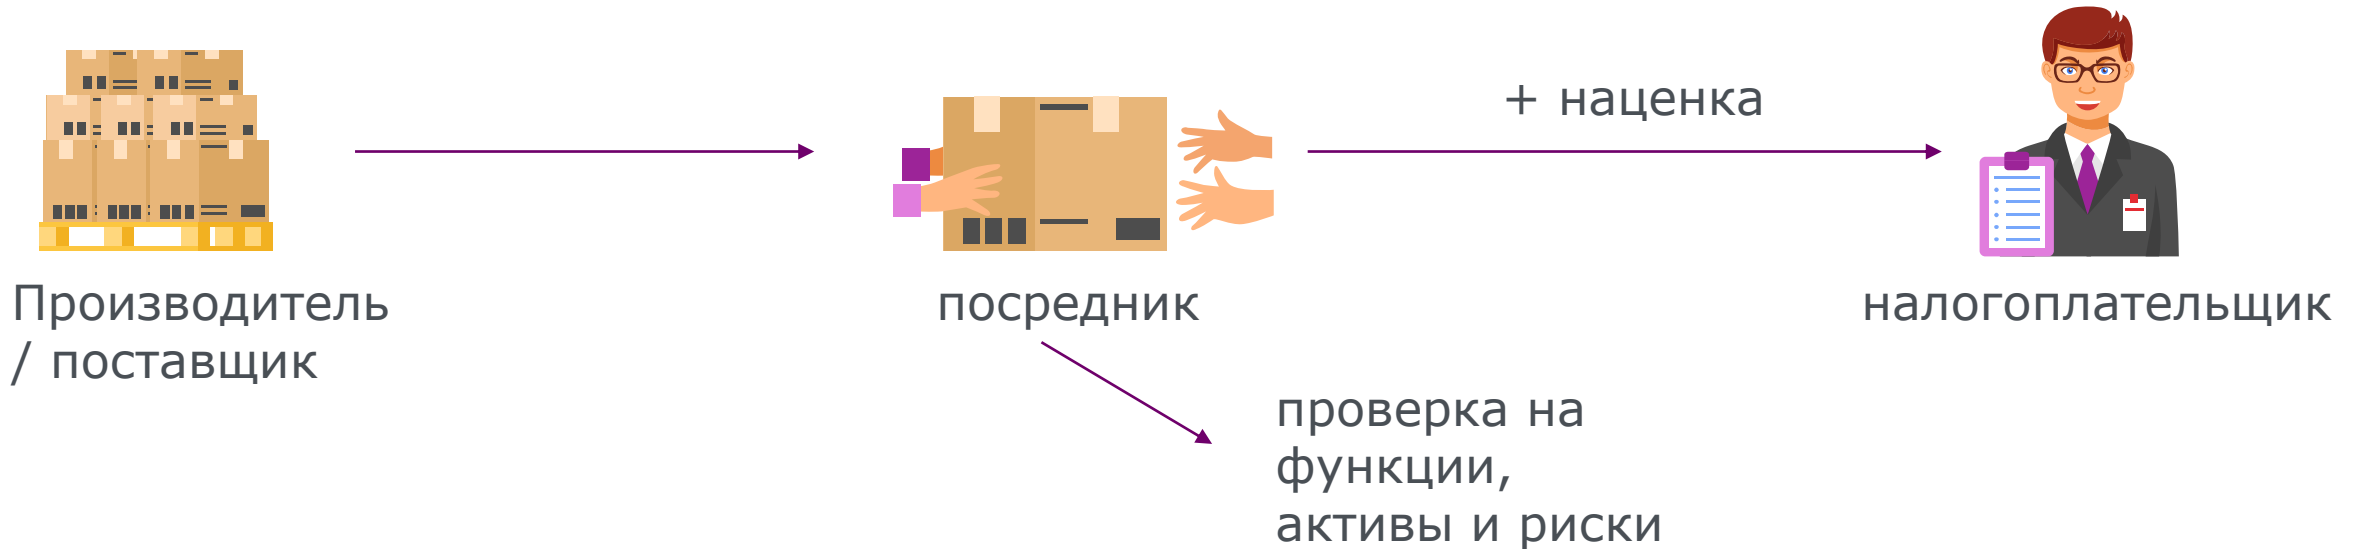 + наценка
Производитель
/ поставщик
посредник
налогоплательщик
проверка на
функции,
активы и риски